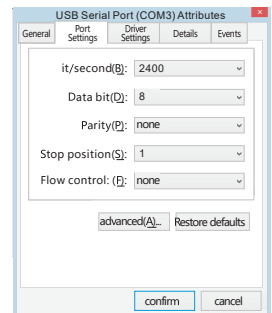 USB Serial Port (COM3) Attributes
General Port Settings Driver Settings Details Events
it/second(B): 2400
Data bit(D): 8
Parity(P): none
Stop position(S): 1
Flow control: (F): none
advanced(A)... Restore defaults
confirm cancel